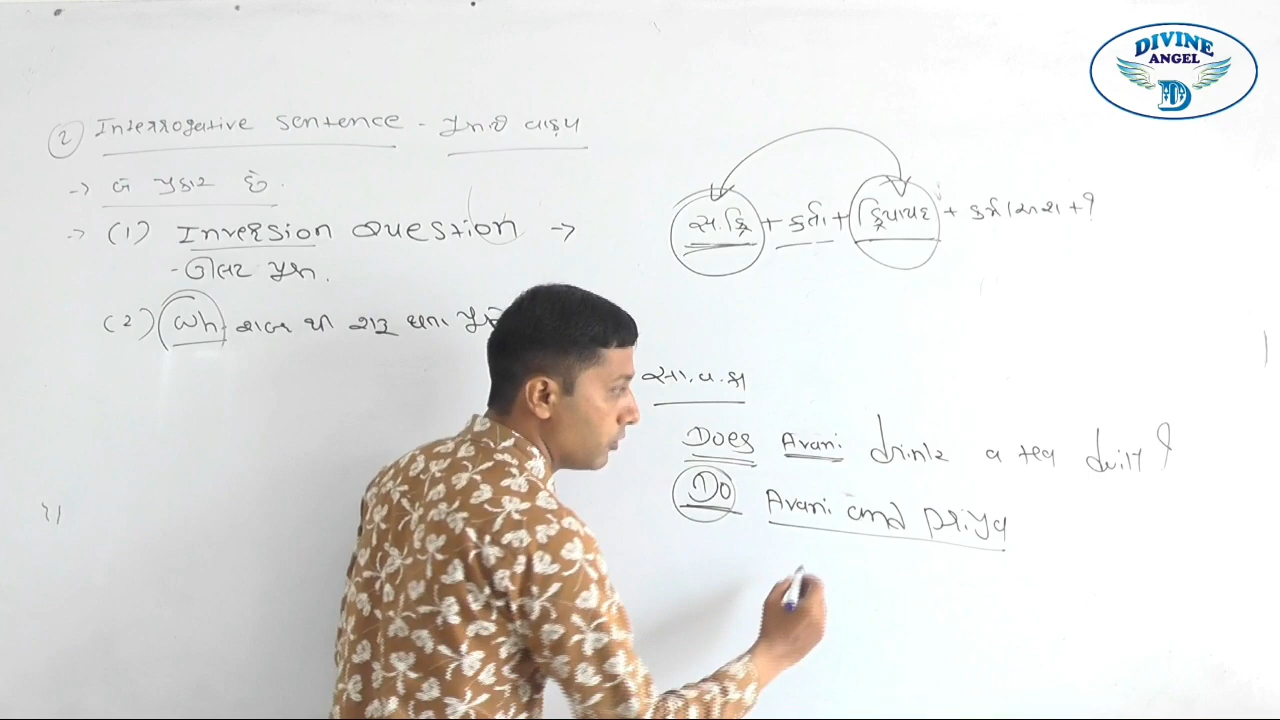 DIVINE
ANGEL
D
(2) Interrogative sentence - પ્રશ્નાર્થ વાક્ય
-> બે પ્રકાર છે.
-> (1) Inversion Question ->
- ઊલટ પ્રશ્ન.
(2) Wh શબ્દ થી શરૂ થતા
સ.ક્રિ + કર્તા + ક્રિયાપદ + કર્મ/અન્ય + ?
સા.વ.કા
Does Avani drink a tea daily ?
Do Avani and priya